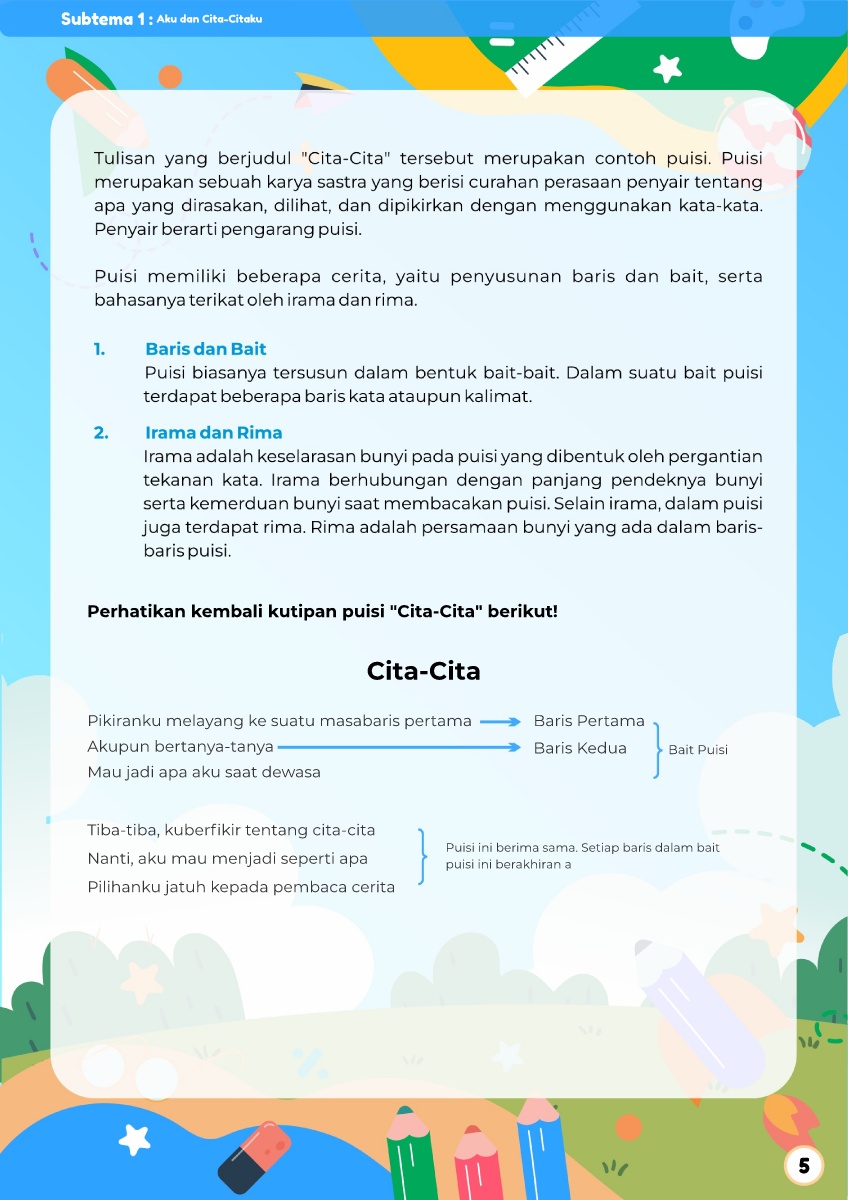 Subtema 1 : Aku dan Cita-Citaku
Tulisan yang berjudul "Cita-Cita" tersebut merupakan contoh puisi. Puisi
merupakan sebuah karya sastra yang berisi curahan perasaan penyair tentang
apa yang dirasakan, dilihat, dan dipikirkan dengan menggunakan kata-kata.
Penyair berarti pengarang puisi.
Puisi memiliki beberapa cerita, yaitu penyusunan baris dan bait, serta
bahasanya terikat oleh irama dan rima.
1. Baris dan Bait
Puisi biasanya tersusun dalam bentuk bait-bait. Dalam suatu bait puisi
terdapat beberapa baris kata ataupun kalimat.
2. Irama dan Rima
Irama adalah keselarasan bunyi pada puisi yang dibentuk oleh pergantian
tekanan kata. Irama berhubungan dengan panjang pendeknya bunyi
serta kemerduan bunyi saat membacakan puisi. Selain irama, dalam puisi
juga terdapat rima. Rima adalah persamaan bunyi yang ada dalam baris-
baris puisi.
Perhatikan kembali kutipan puisi "Cita-Cita" berikut!
Cita-Cita
Pikiranku melayang ke suatu masabaris pertama Baris Pertama
Akupun bertanya-tanya Baris Kedua
Bait Puisi
Mau jadi apa aku saat dewasa
Tiba-tiba, kuberfikir tentang cita-cita
Nanti, aku mau menjadi seperti apa
Pilihanku jatuh kepada pembaca cerita
Puisi ini berima sama. Setiap baris dalam bait
puisi ini berakhiran a
5